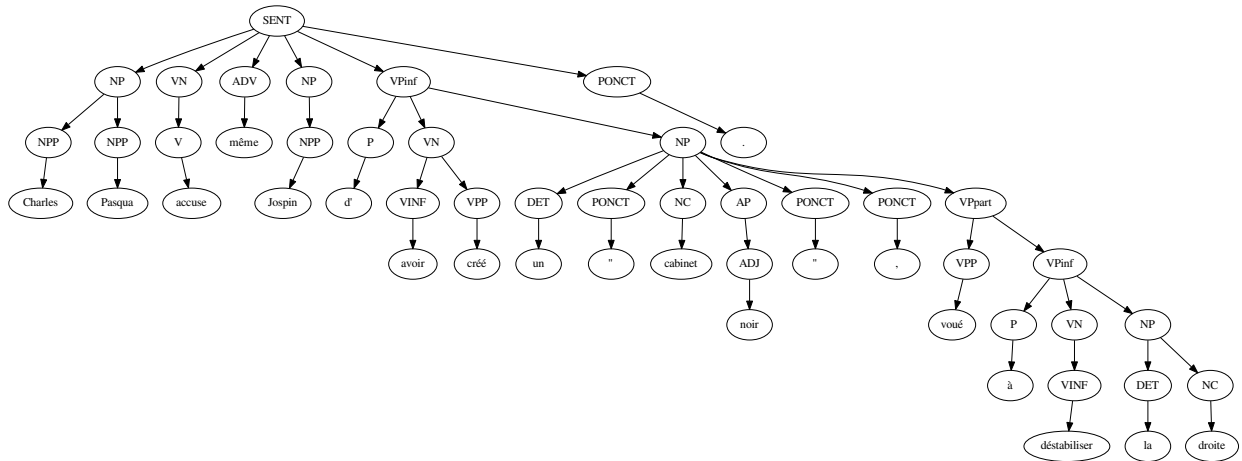 SENT
NP VN ADV NP VPinf PONCT
NPP NPP V même NPP P VN NP .
Charles Pasqua accuse Jospin d' VINF VPP DET PONCT NC AP PONCT PONCT VPpart
avoir créé un " cabinet ADJ " , VPP VPinf
noir voué P VN NP
à VINF DET NC
déstabiliser la droite